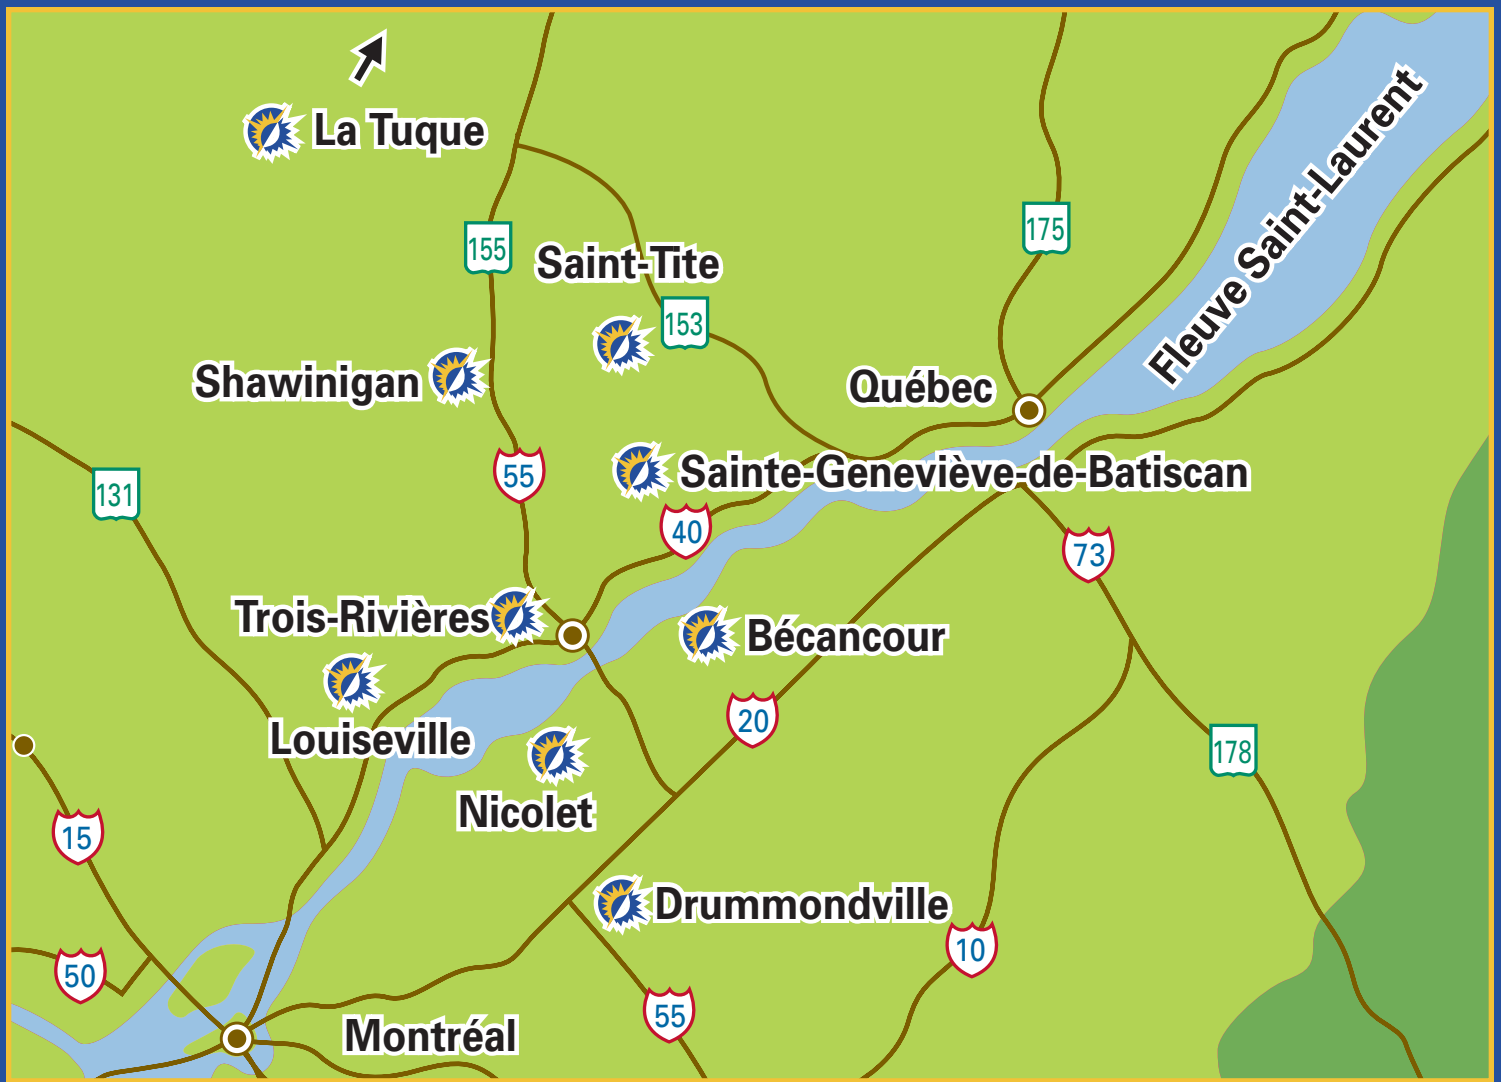 La Tuque
Fleuve Saint-Laurent
175
155
Saint-Tite
153
Shawinigan
Québec
55
Sainte-Geneviève-de-Batiscan
131
40
73
Trois-Rivières
Bécancour
20
Louiseville
178
Nicolet
15
Drummondville
10
50
55
Montréal